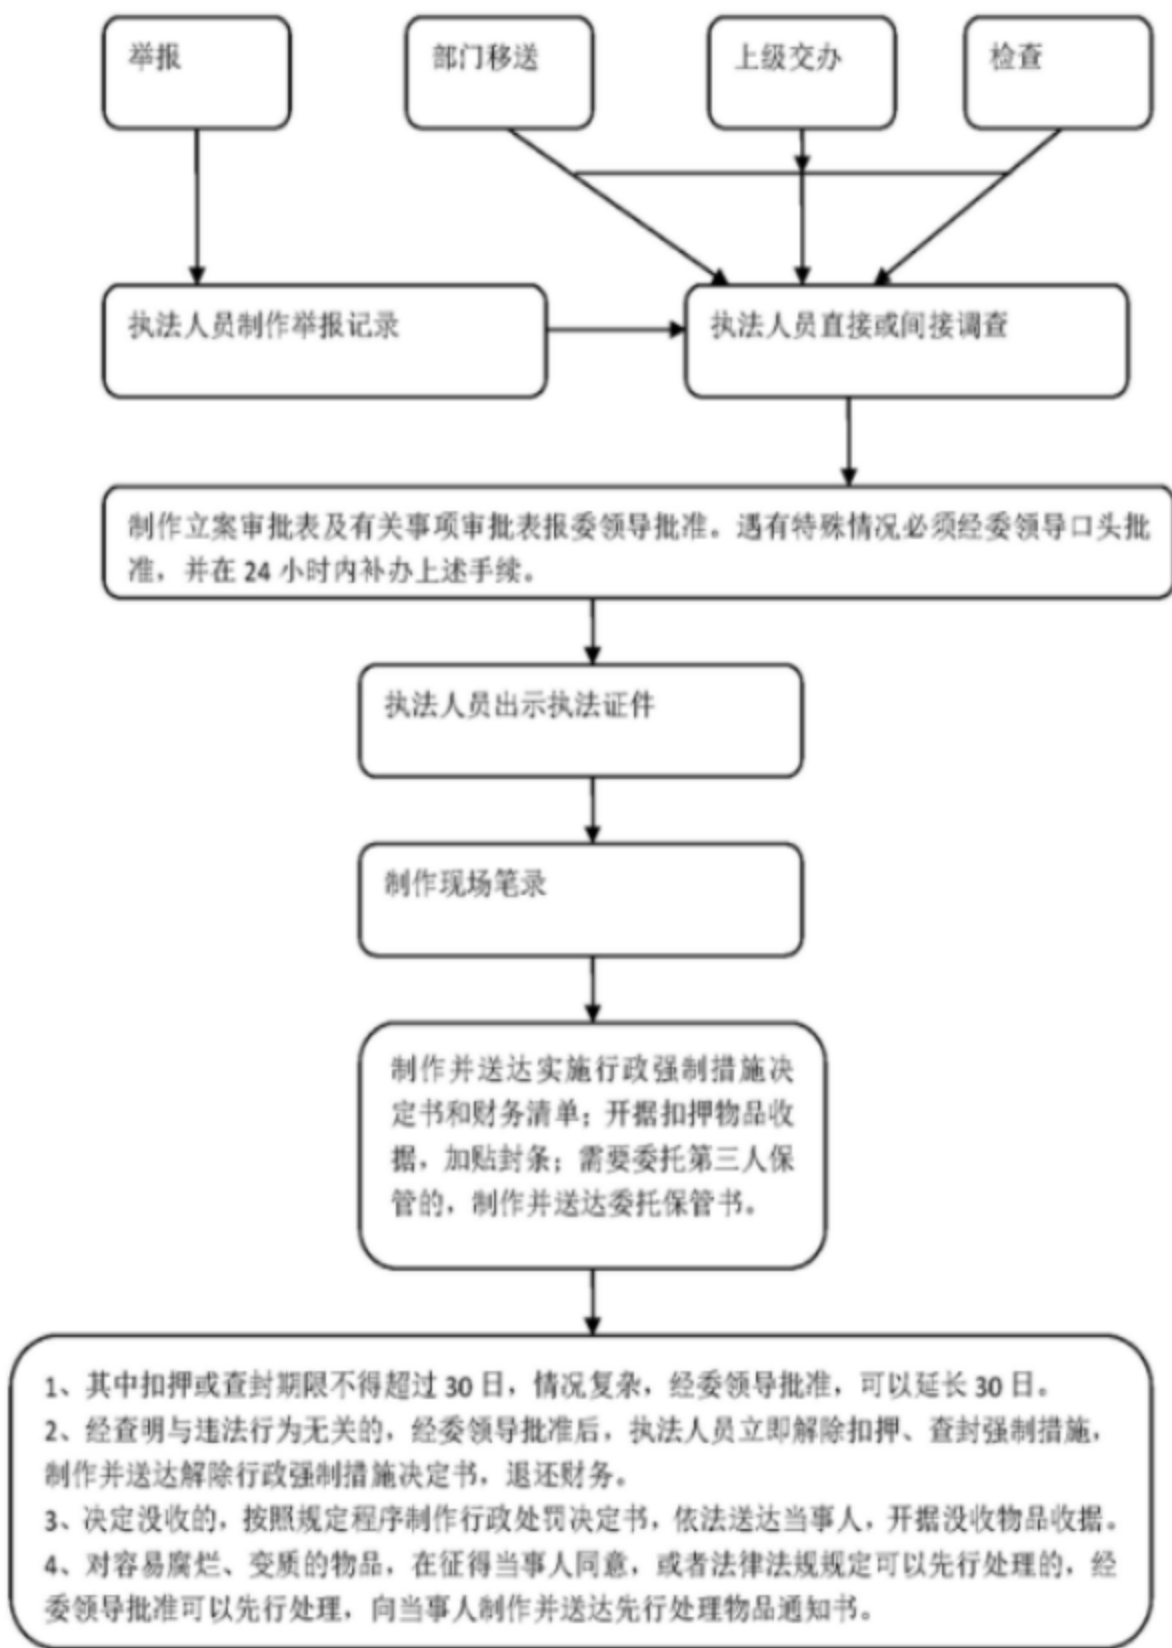 举报
部门移送
上级交办
检查
执法人员制作举报记录
执法人员直接或间接调查
制作立案审批表及有关事项审批表报委领导批准。遇有特殊情况必须经委领导口头批
准，并在 24 小时内补办上述手续。
执法人员出示执法证件
制作现场笔录
制作并送达实施行政强制措施决
定书和财务清单；开据扣押物品收
据，加贴封条；需要委托第三人保
管的，制作并送达委托保管书。
1、其中扣押或查封期限不得超过 30 日，情况复杂，经委领导批准，可以延长 30 日。
2、经查明与违法行为无关的，经委领导批准后，执法人员立即解除扣押、查封强制措施，
制作并送达解除行政强制措施决定书，退还财务。
3、决定没收的，按照规定程序制作行政处罚决定书，依法送达当事人，开据没收物品收据。
4、对容易腐烂、变质的物品，在征得当事人同意，或者法律法规规定可以先行处理的，经
委领导批准可以先行处理，向当事人制作并送达先行处理物品通知书。